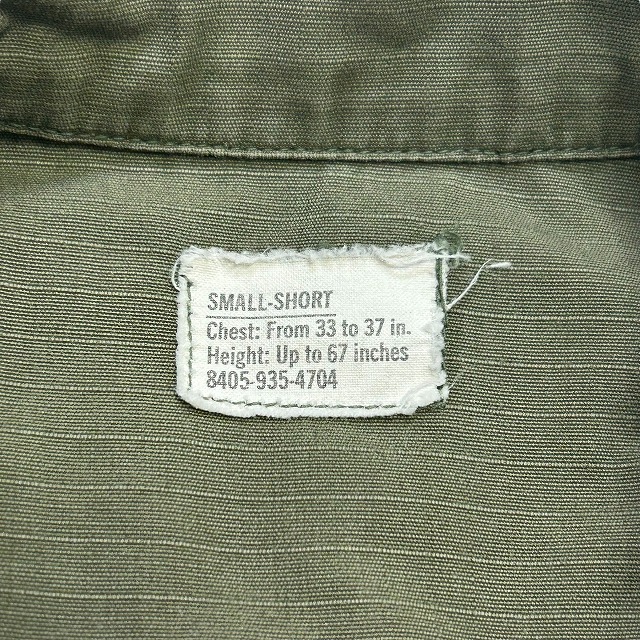 SMALL-SHORT
Chest: From 33 to 37 in.
Height: Up to 67 inches
8405-935-4704